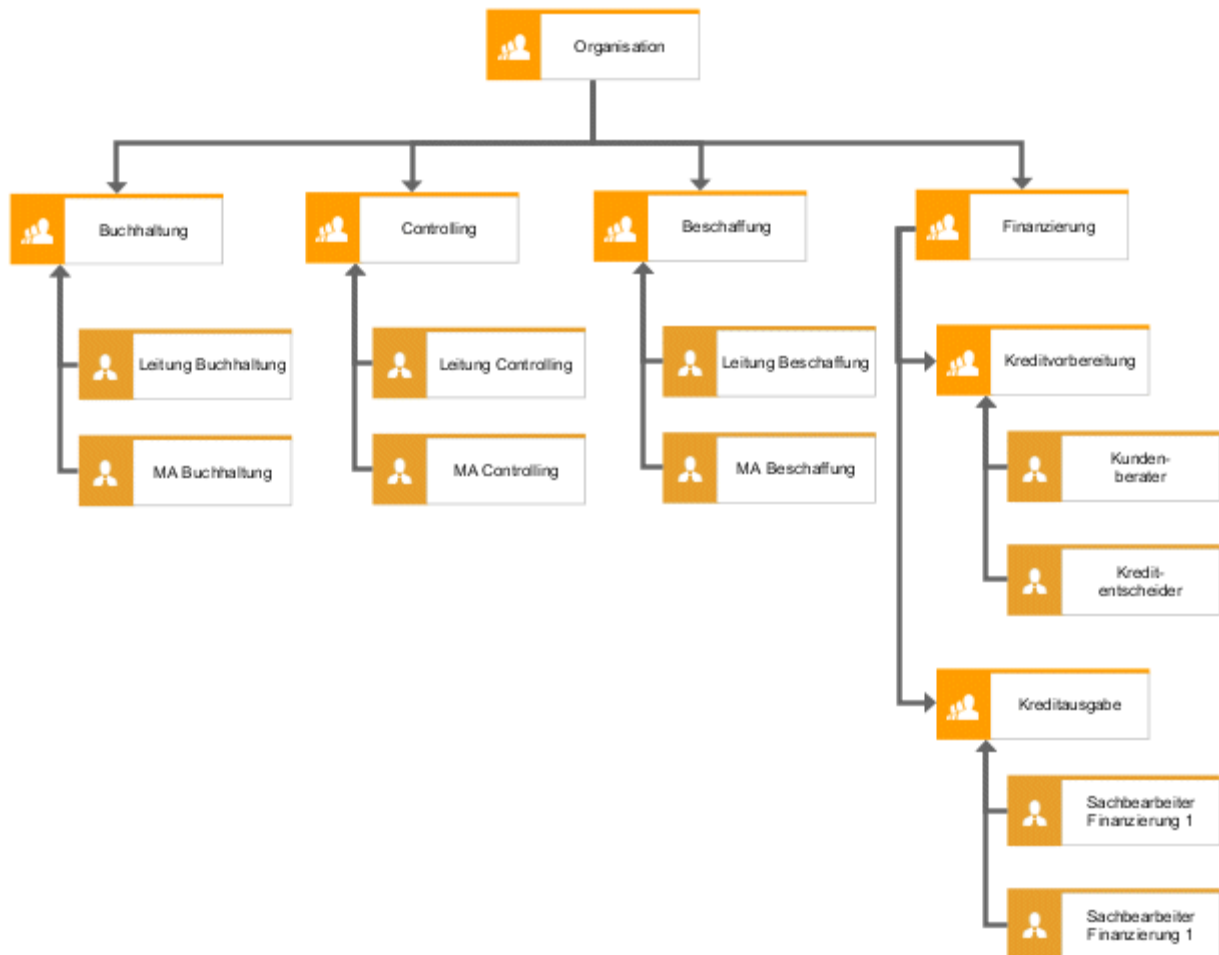 Organisation
Buchhaltung
Controlling
Beschaffung
Finanzierung
Leitung Buchhaltung
Leitung Controlling
Leitung Beschaffung
Kreditvorbereitung
MA Buchhaltung
MA Controlling
MA Beschaffung
Kunden-
berater
Kredit-
entscheider
Kreditausgabe
Sachbearbeiter
Finanzierung 1
Sachbearbeiter
Finanzierung 1